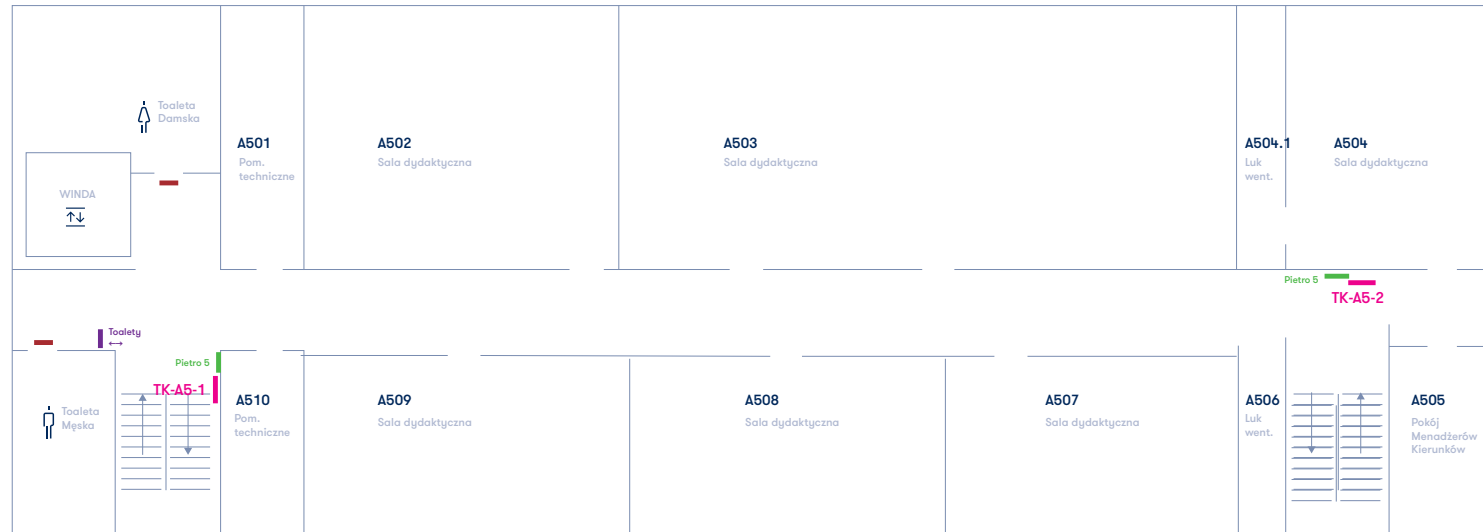 Toaleta
Damska
WINDA
A501
Pom.
techniczne
A502
Sala dydaktyczna
A503
Sala dydaktyczna
A504.1
Luk
went.
A504
Sala dydaktyczna
Pietro 5
TK-A5-2
Toalety
Pietro 5
TK-A5-1
Toaleta
Męska
A510
Pom.
techniczne
A509
Sala dydaktyczna
A508
Sala dydaktyczna
A507
Sala dydaktyczna
A506
Luk
went.
A505
Pokój
Menadżerów
Kierunków